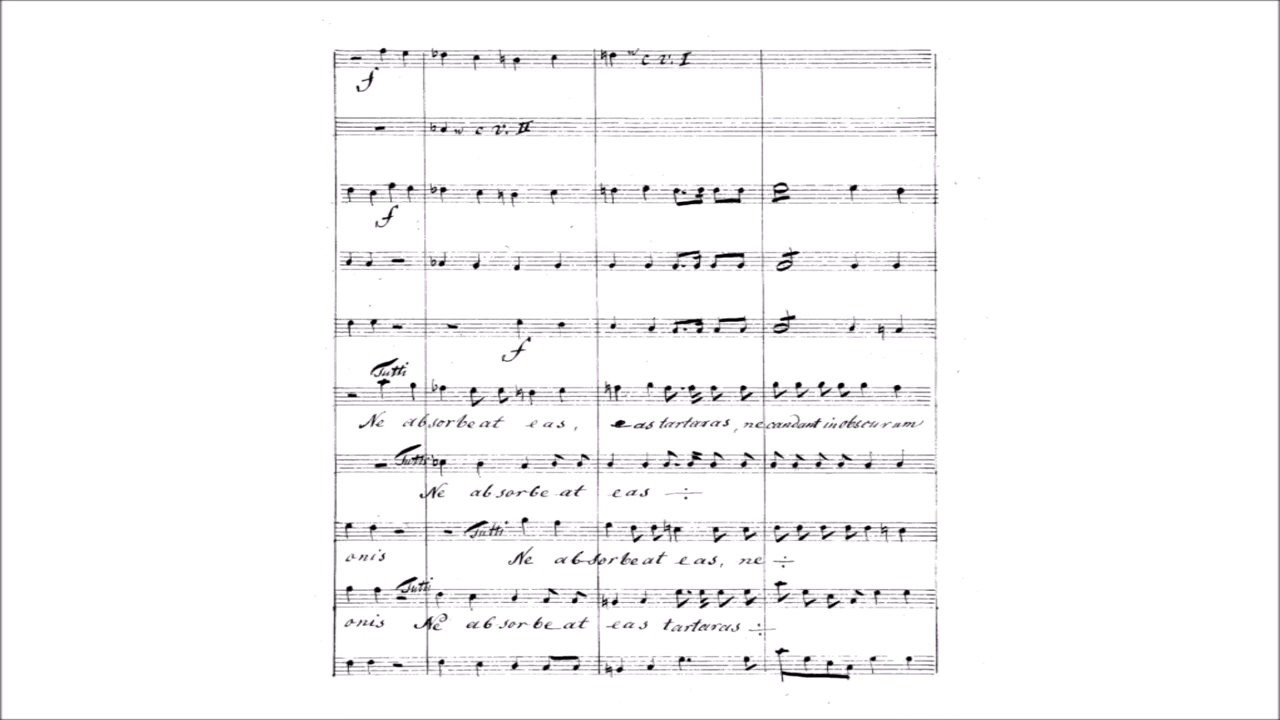 f
c v. I
c v. II
f
f
Tutti
Ne absorbeat eas, eas tartaras, ne candant in obscurum
Tutti
Ne absorbeat eas ÷
Tutti
onis Ne absorbeat eas, ne ÷
Tutti
onis Ne absorbeat eas tartaras ÷